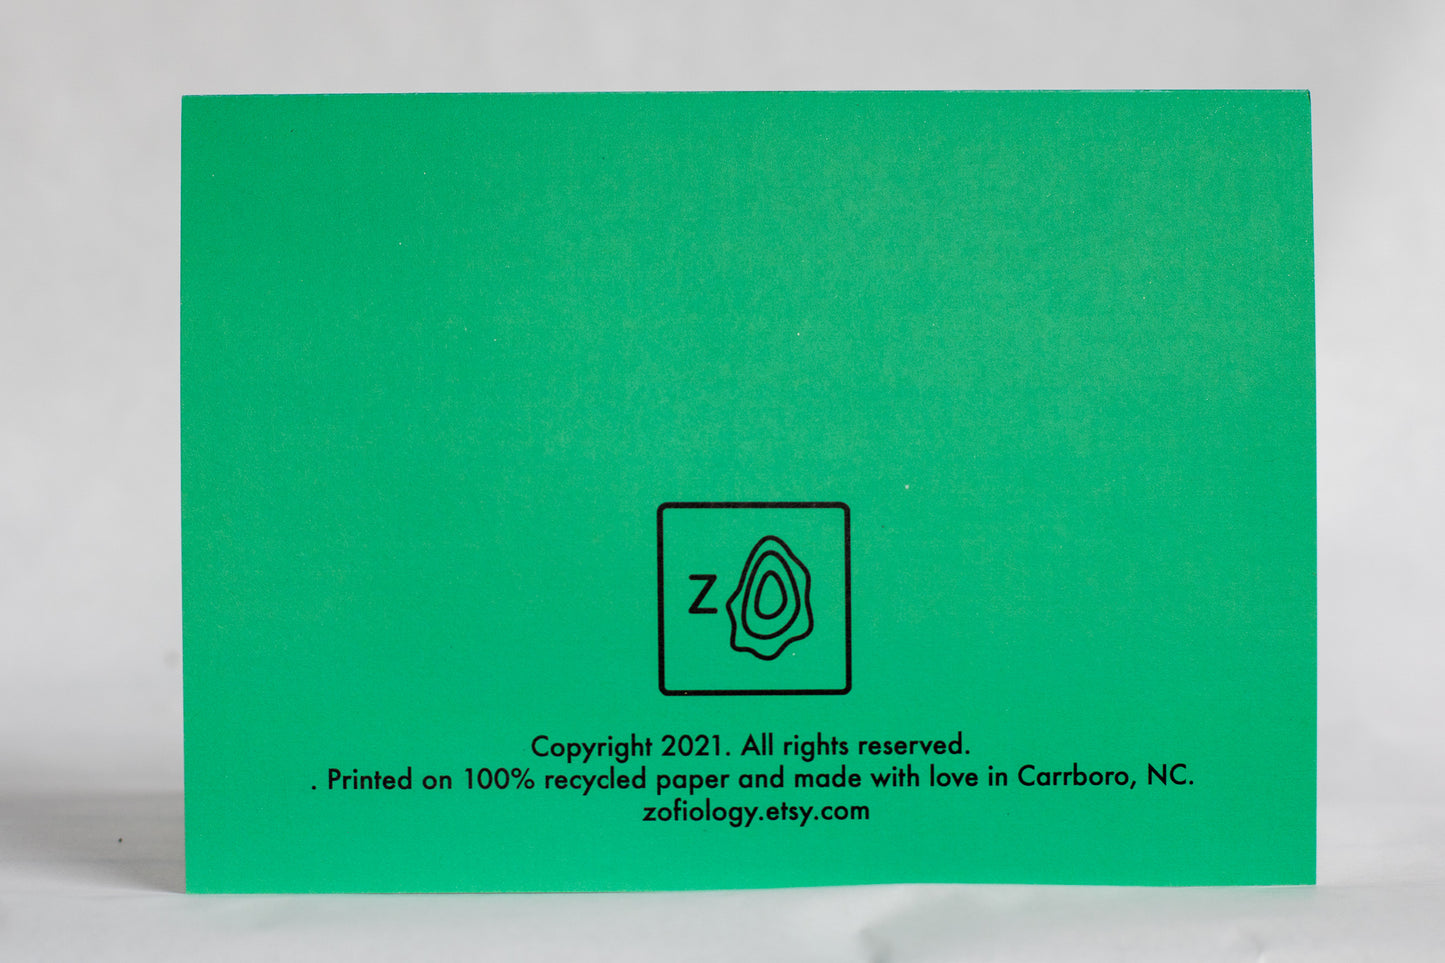 Z
Copyright 2021. All rights reserved.
. Printed on 100% recycled paper and made with love in Carrboro, NC.
zofiology.etsy.com